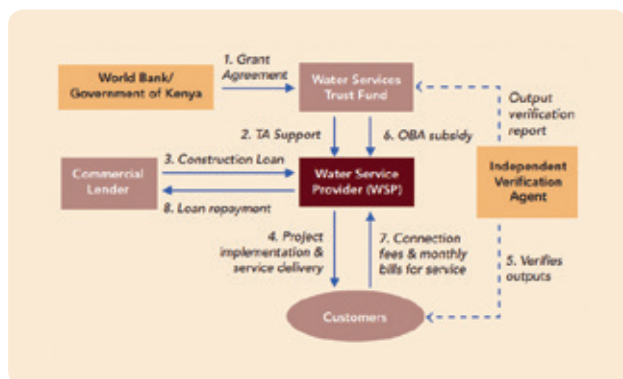 1. Grant
Agreement
World Bank/
Government of Kenya
Water Services
Trust Fund
Output
verification
report
2. TA Support
6. OBA subsidy
3. Construction Loan
Commercial
Lender
Water Service
Provider (WSP)
Independent
Verification
Agent
8. Loan repayment
4. Project
implementation &
service delivery
7. Connection
fees & monthly
bills for service
5. Verifies
outputs
Customers